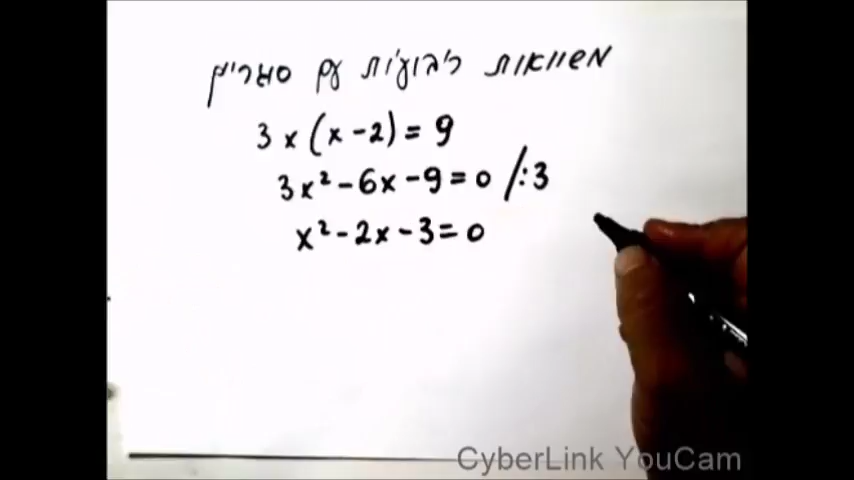 משוואות ריבועיות עם סוגריים
3x(x-2)=9
3x²-6x-9=0 /:3
x²-2x-3=0
CyberLink YouCam